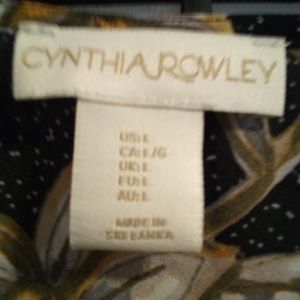 CYNTHIA ROWLEY
US: L
CA: L/G
UK: L
EU: L
AU: L
MADE IN
SRI LANKA